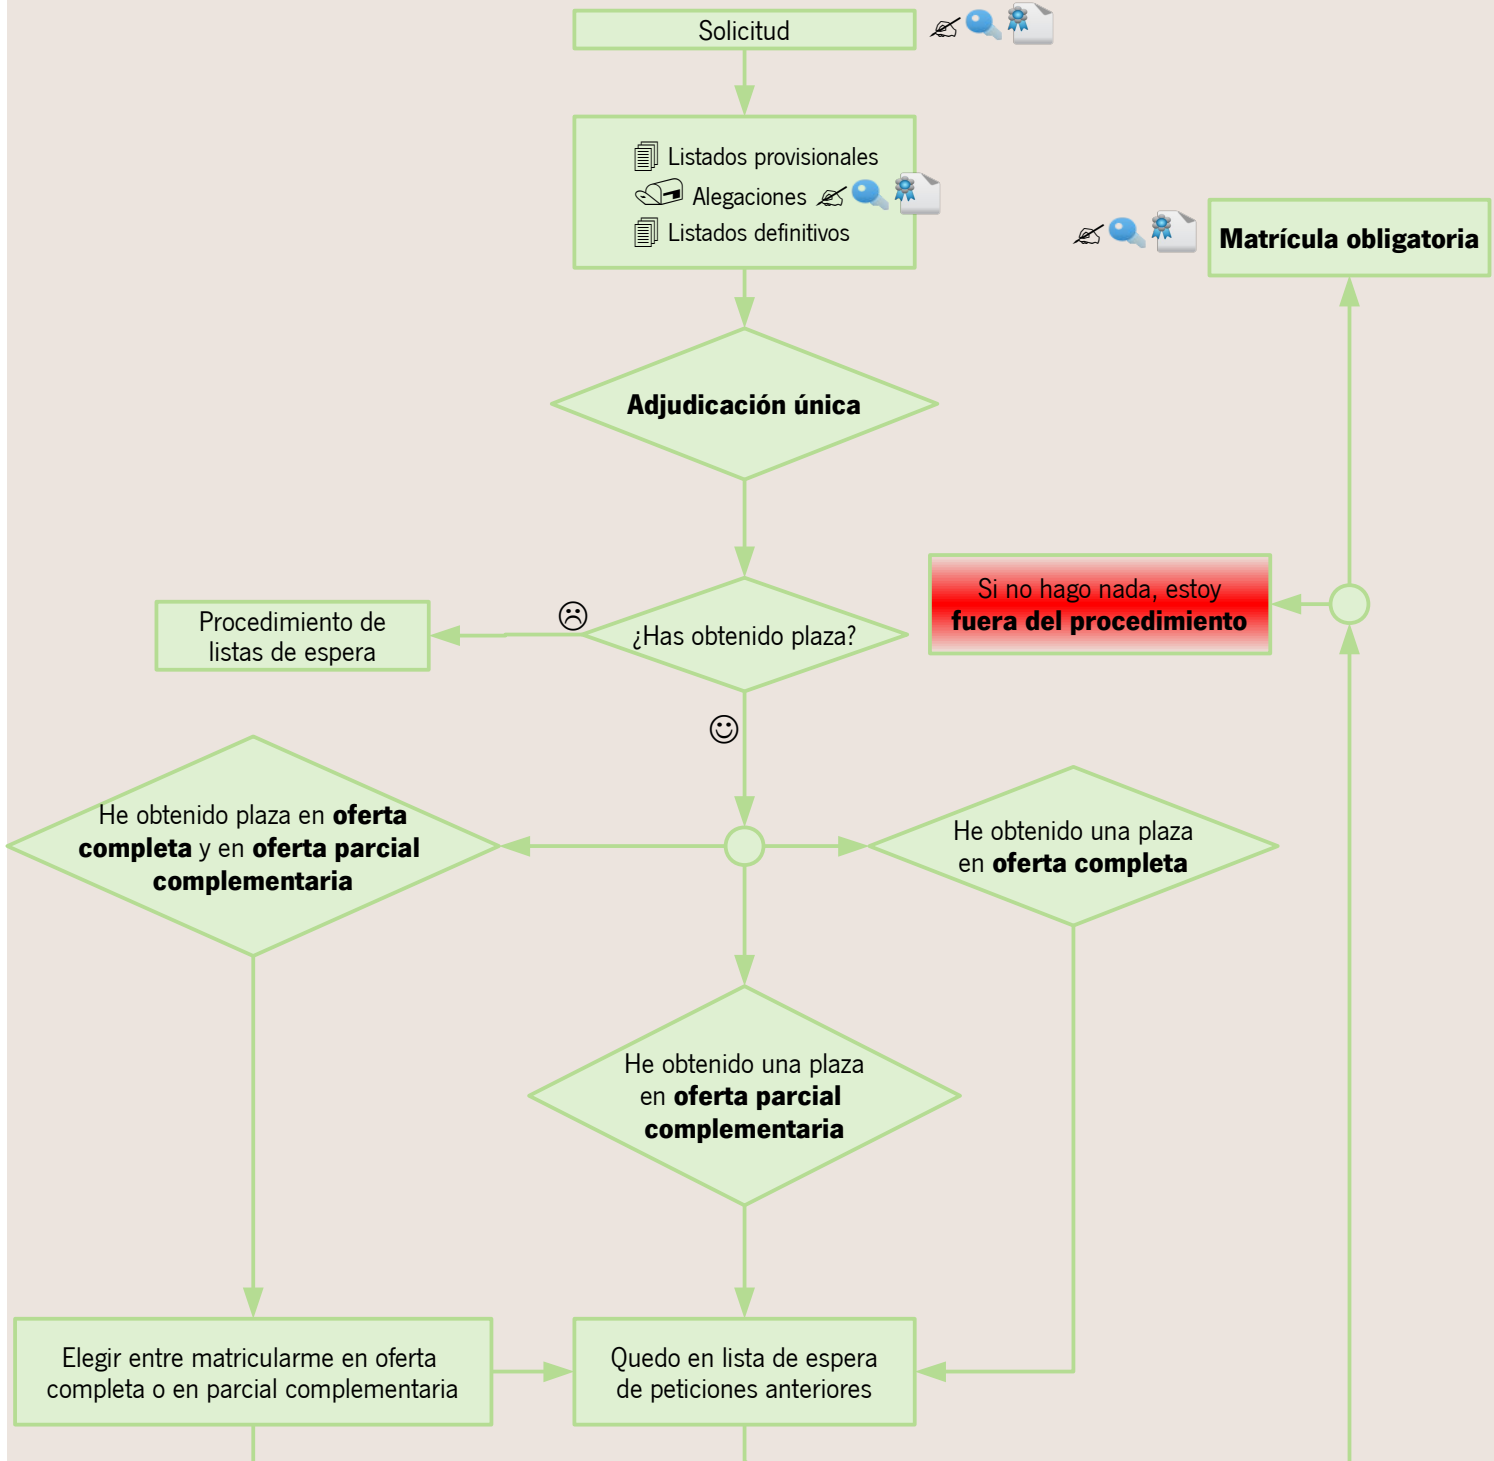 Solicitud
Listados provisionales
Alegaciones
Listados definitivos
Matrícula obligatoria
Adjudicación única
Si no hago nada, estoy
fuera del procedimiento
Procedimiento de
listas de espera
¿Has obtenido plaza?
He obtenido plaza en oferta
completa y en oferta parcial
complementaria
He obtenido una plaza
en oferta completa
He obtenido una plaza
en oferta parcial
complementaria
Elegir entre matricularme en oferta
completa o en parcial complementaria
Quedo en lista de espera
de peticiones anteriores